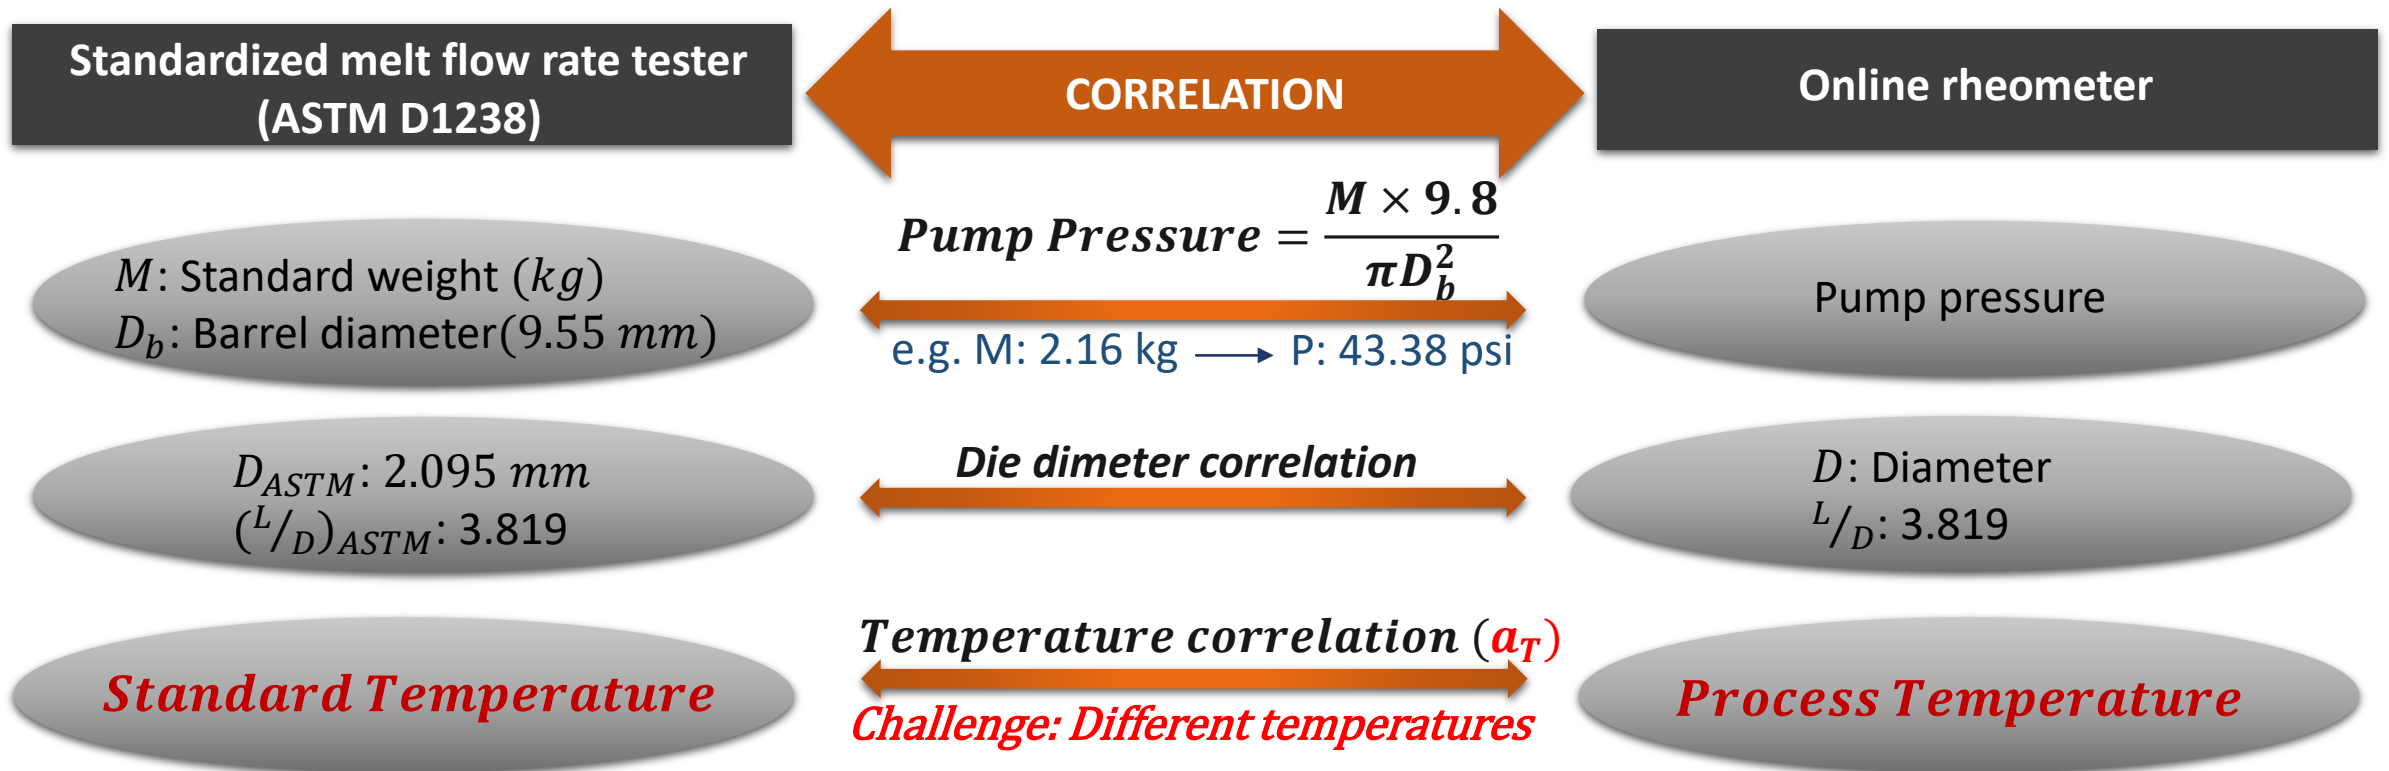 Standardized melt flow rate tester
(ASTM D1238)
CORRELATION
Online rheometer
Pump Pressure = M × 9.8 / πD_b^2
M: Standard weight (kg)
D_b: Barrel diameter(9.55 mm)
e.g. M: 2.16 kg ⟶ P: 43.38 psi
Pump pressure
D_ASTM: 2.095 mm
(L/D)_ASTM: 3.819
Die dimeter correlation
D: Diameter
L/D: 3.819
Standard Temperature
Temperature correlation (a_T)
Challenge: Different temperatures
Process Temperature